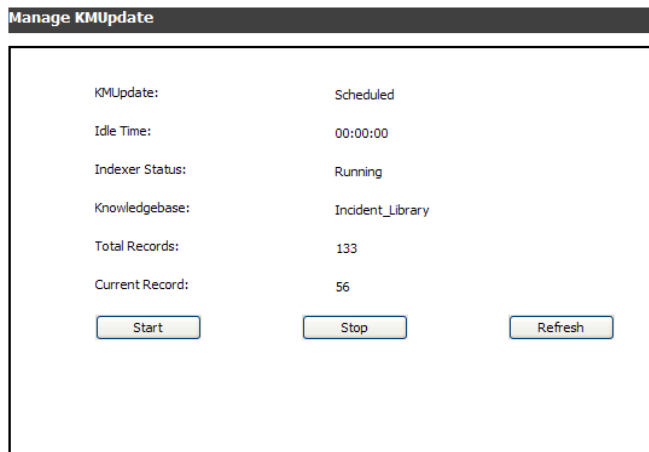 Manage KMUpdate
KMUpdate: Scheduled
Idle Time: 00:00:00
Indexer Status: Running
Knowledgebase: Incident_Library
Total Records: 133
Current Record: 56
Start Stop Refresh